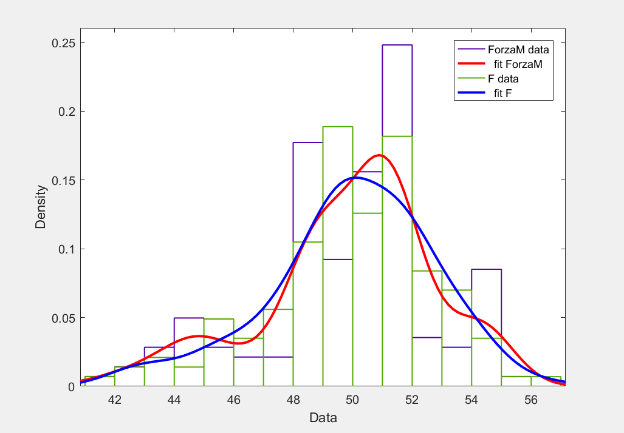 0.25
0.2
0.15
0.1
0.05
0
Density
42 44 46 48 50 52 54 56
Data
ForzaM data
fit ForzaM
F data
fit F